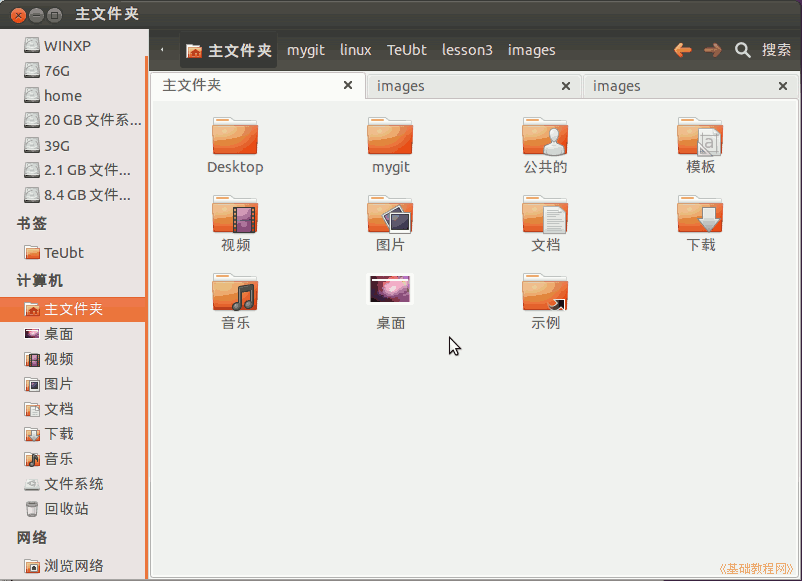 主文件夹
主文件夹 mygit linux TeUbt lesson3 images 搜索
主文件夹 images images
WINXP
76G
home
20 GB 文件系...
39G
2.1 GB 文件...
8.4 GB 文件...
书签
TeUbt
计算机
主文件夹
桌面
视频
图片
文档
下载
音乐
文件系统
回收站
网络
浏览网络
Desktop mygit 公共的 模板
视频 图片 文档 下载
音乐 桌面 示例
《基础教程网》